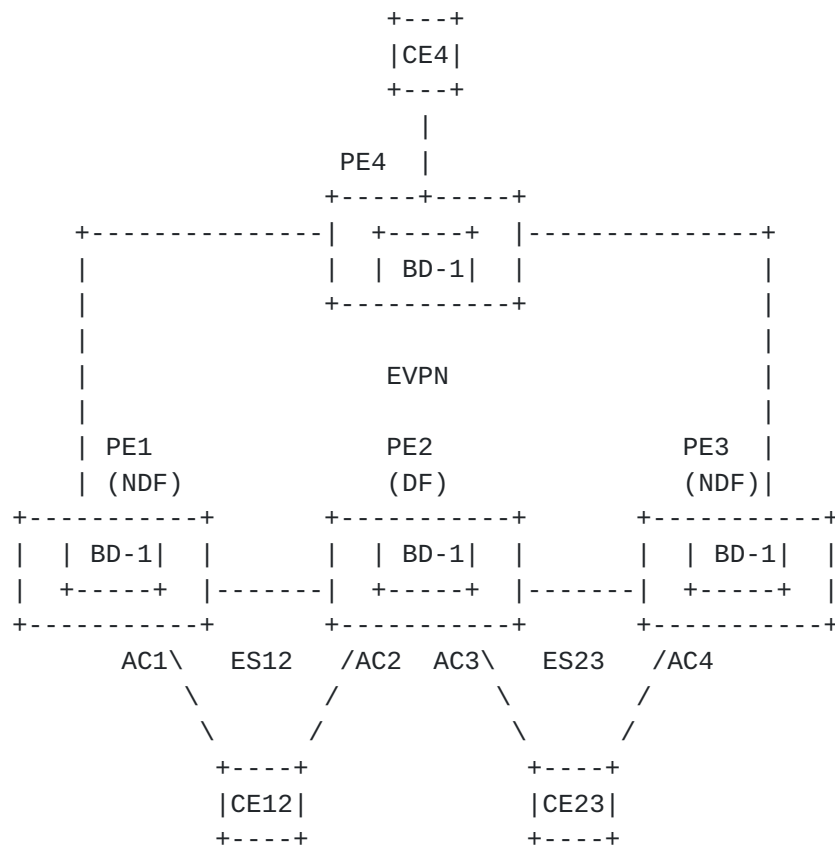 CE4
PE4
BD-1
EVPN
PE1 PE2 PE3
(NDF) (DF) (NDF)
BD-1 BD-1 BD-1
AC1 ES12 AC2 AC3 ES23 AC4
CE12 CE23